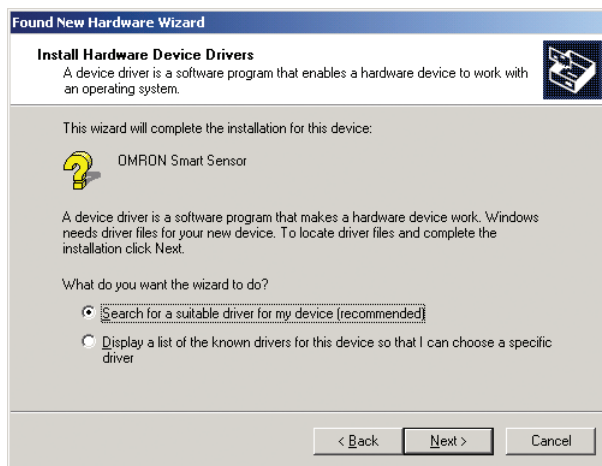 Found New Hardware Wizard
Install Hardware Device Drivers
A device driver is a software program that enables a hardware device to work with
an operating system.
This wizard will complete the installation for this device:
OMRON Smart Sensor
A device driver is a software program that makes a hardware device work. Windows
needs driver files for your new device. To locate driver files and complete the
installation click Next.
What do you want the wizard to do?
Search for a suitable driver for my device (recommended)
Display a list of the known drivers for this device so that I can choose a specific
driver
< Back Next > Cancel